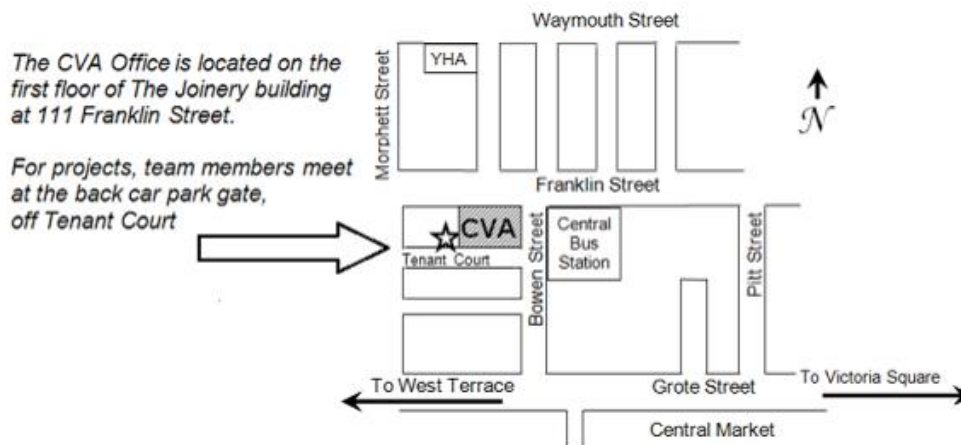 Waymouth Street
The CVA Office is located on the
first floor of The Joinery building
at 111 Franklin Street.
For projects, team members meet
at the back car park gate,
off Tenant Court
YHA
Morphett Street
N
Franklin Street
CVA
Tenant Court
Bowen Street
Central
Bus
Station
Pitt Street
To West Terrace
Grote Street
To Victoria Square
Central Market